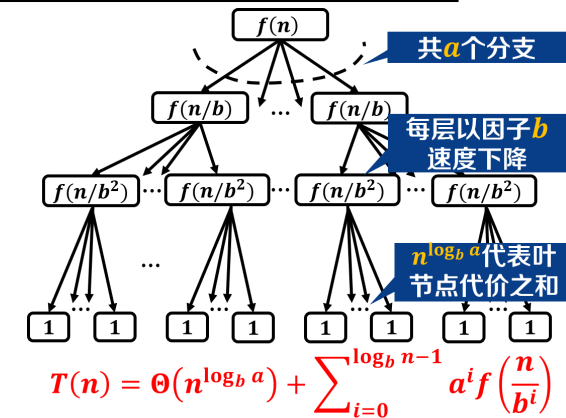 f(n)
共a个分支
f(n/b) ... f(n/b)
每层以因子b
速度下降
f(n/b²) ... f(n/b²) ... f(n/b²) ... f(n/b²)
n^{log_b a}代表叶
节点代价之和
...
... ... ... ...
1 1 1 1 1 1 1 1
T(n) = Θ(n^{log_b a}) + ∑_{i=0}^{log_b n−1} a^i f(n/b^i)